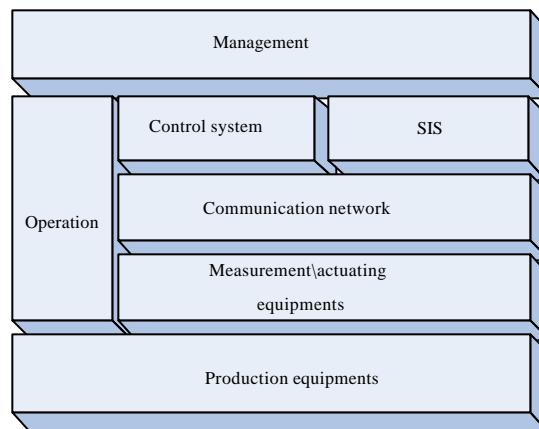 Management
Control system
SIS
Operation
Communication network
Measurement\actuating
equipments
Production equipments